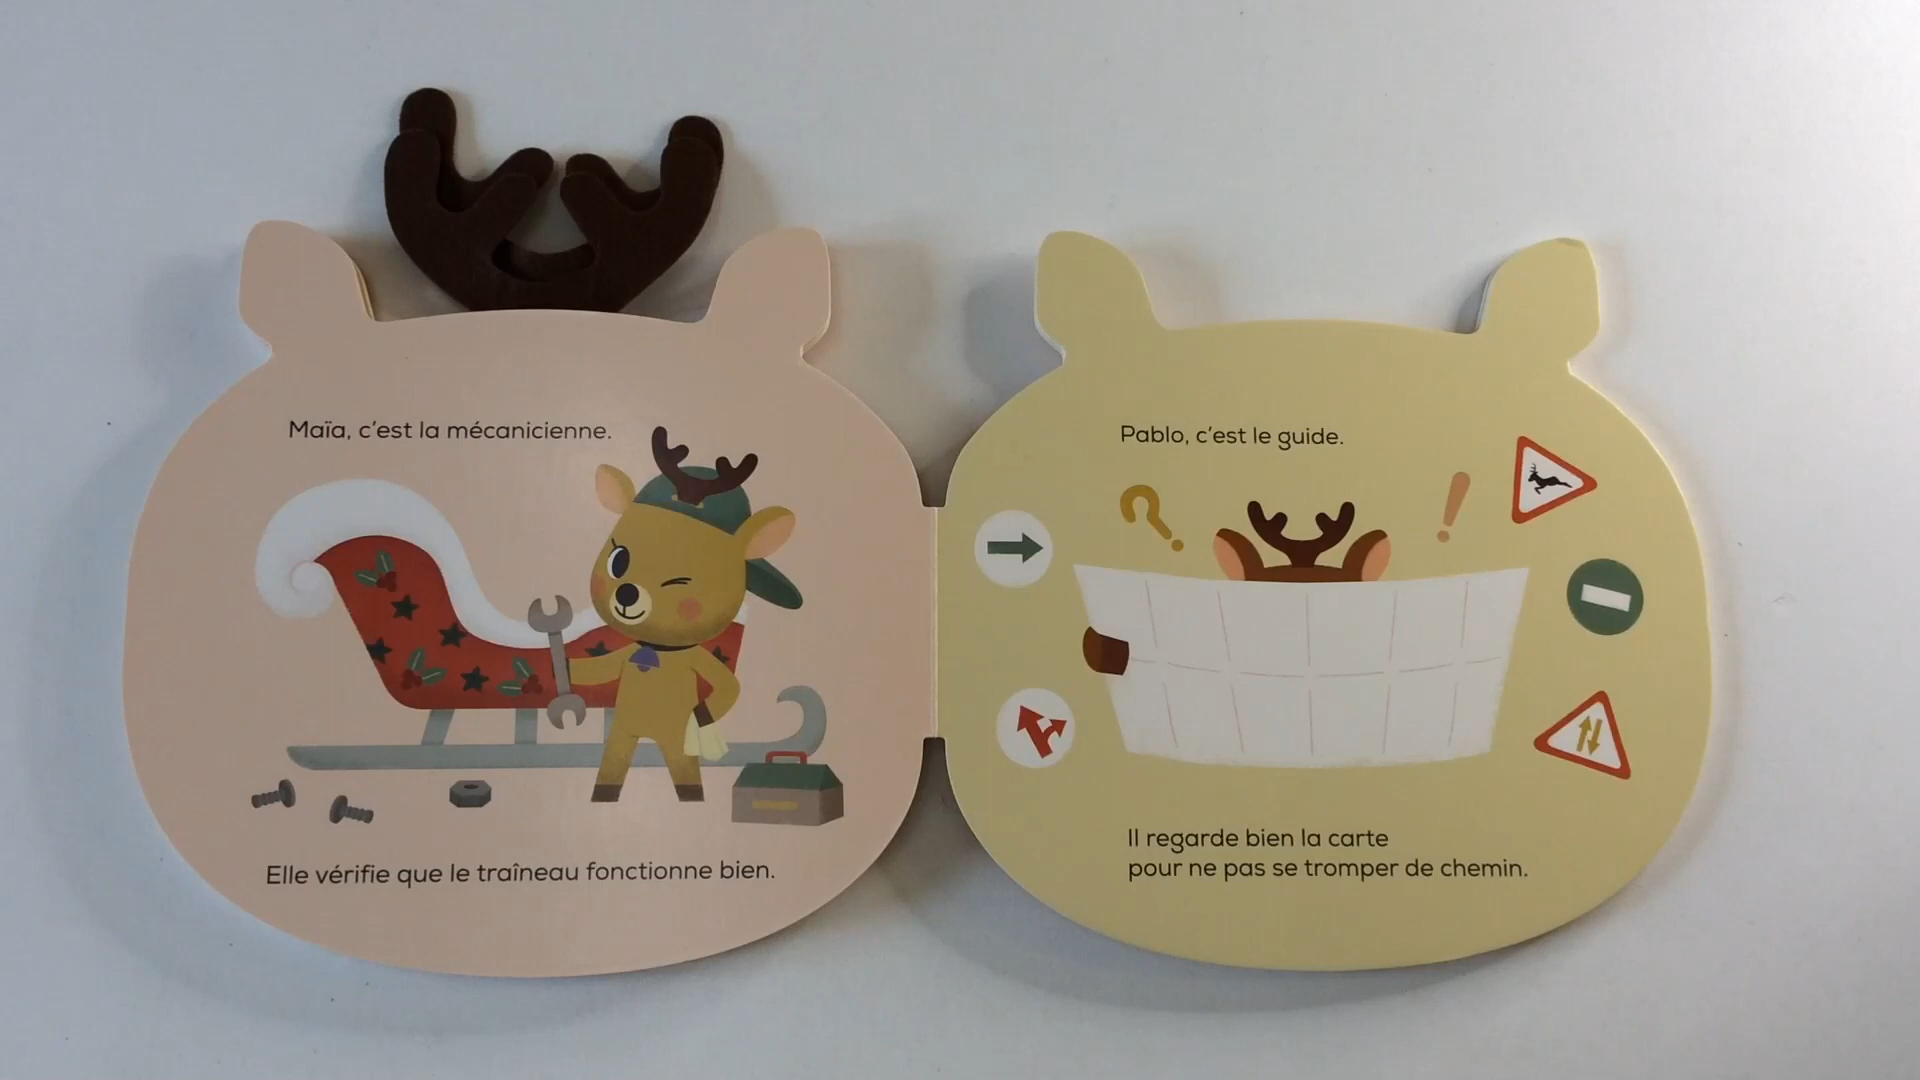 Maïa, c'est la mécanicienne.
Elle vérifie que le traîneau fonctionne bien.
Pablo, c'est le guide.
Il regarde bien la carte
pour ne pas se tromper de chemin.